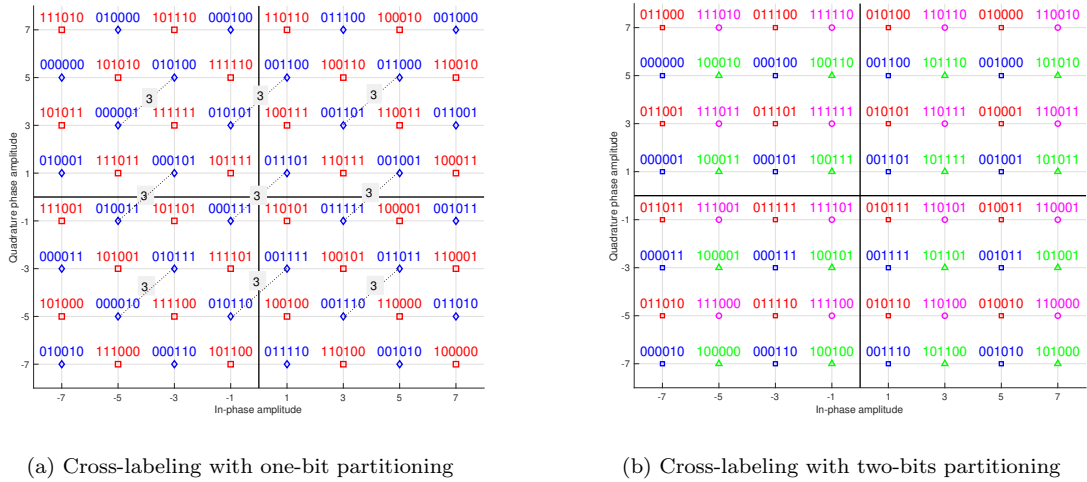 111010 010000 101110 000100 110110 011100 100010 001000
7
000000 101010 010100 111110 001100 100110 011000 110010
5
3 3 3
101011 000001 111111 010101 100111 001101 110011 011001
3
010001 111011 000101 101111 011101 110111 001001 100011
1
3 3 3
111001 010011 101101 000111 110101 011111 100001 001011
-1
000011 101001 010111 111101 001111 100101 011011 110001
-3
3 3 3
101000 000010 111100 010110 100100 001110 110000 011010
-5
010010 111000 000110 101100 011110 110100 001010 100000
-7
-7 -5 -3 -1 1 3 5 7
In-phase amplitude
Quadrature phase amplitude
(a) Cross-labeling with one-bit partitioning
011000 111010 011100 111110 010100 110110 010000 110010
7
000000 100010 000100 100110 001100 101110 001000 101010
5
011001 111011 011101 111111 010101 110111 010001 110011
3
000001 100011 000101 100111 001101 101111 001001 101011
1
011011 111001 011111 111101 010111 110101 010011 110001
-1
000011 100001 000111 100101 001111 101101 001011 101001
-3
011010 111000 011110 111100 010110 110100 010010 110000
-5
000010 100000 000110 100100 001110 101100 001010 101000
-7
-7 -5 -3 -1 1 3 5 7
In-phase amplitude
Quadrature phase amplitude
(b) Cross-labeling with two-bits partitioning